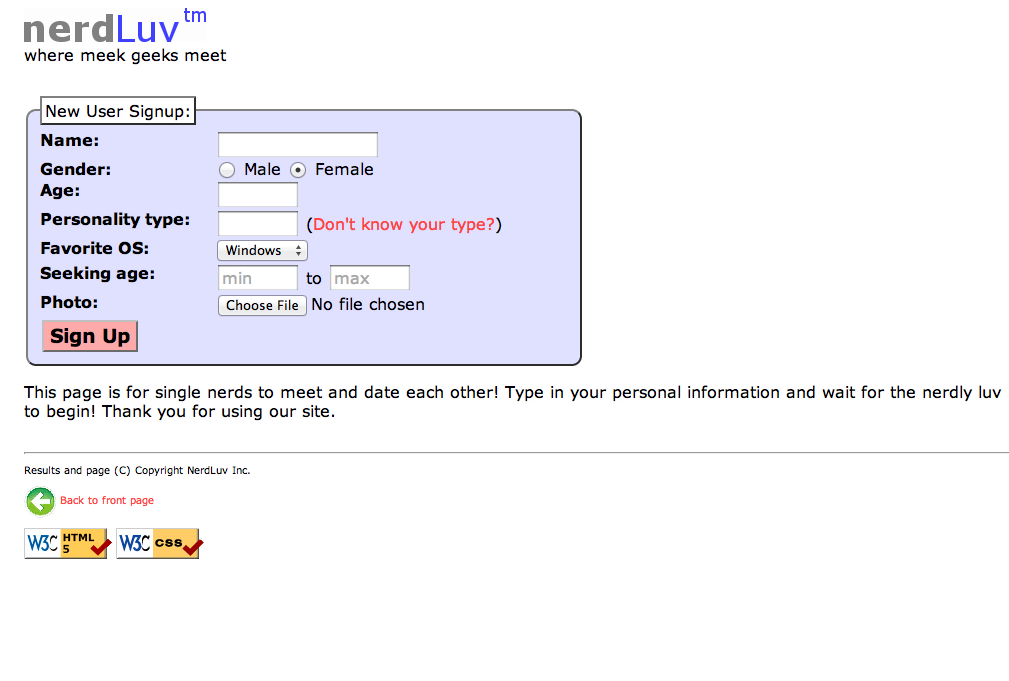 nerdLuv tm
where meek geeks meet
New User Signup:
Name:
Gender: Male Female
Age:
Personality type: (Don't know your type?)
Favorite OS: Windows
Seeking age: min to max
Photo: Choose File No file chosen
Sign Up
This page is for single nerds to meet and date each other! Type in your personal information and wait for the nerdly luv
to begin! Thank you for using our site.
Results and page (C) Copyright NerdLuv Inc.
Back to front page
W3C HTML 5 W3C css